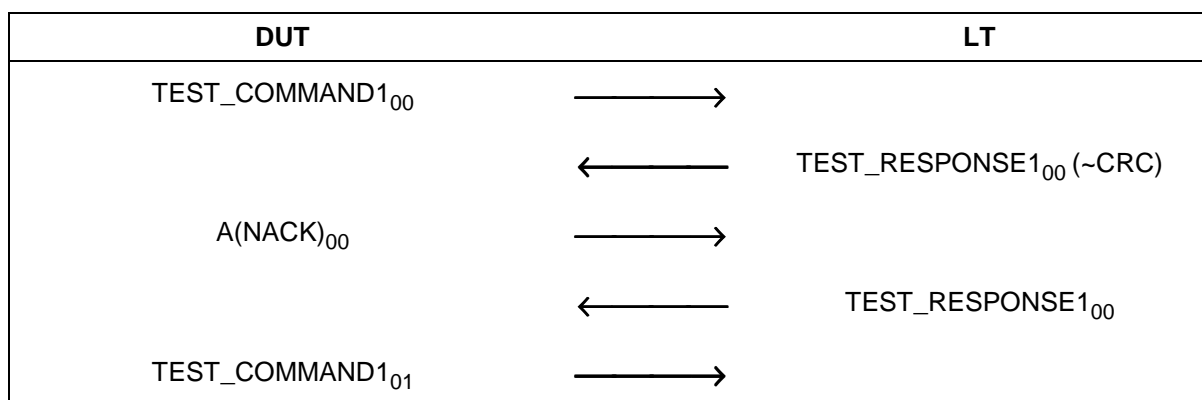 DUT LT
TEST_COMMAND1₀₀
TEST_RESPONSE1₀₀ (~CRC)
A(NACK)₀₀
TEST_RESPONSE1₀₀
TEST_COMMAND1₀₁